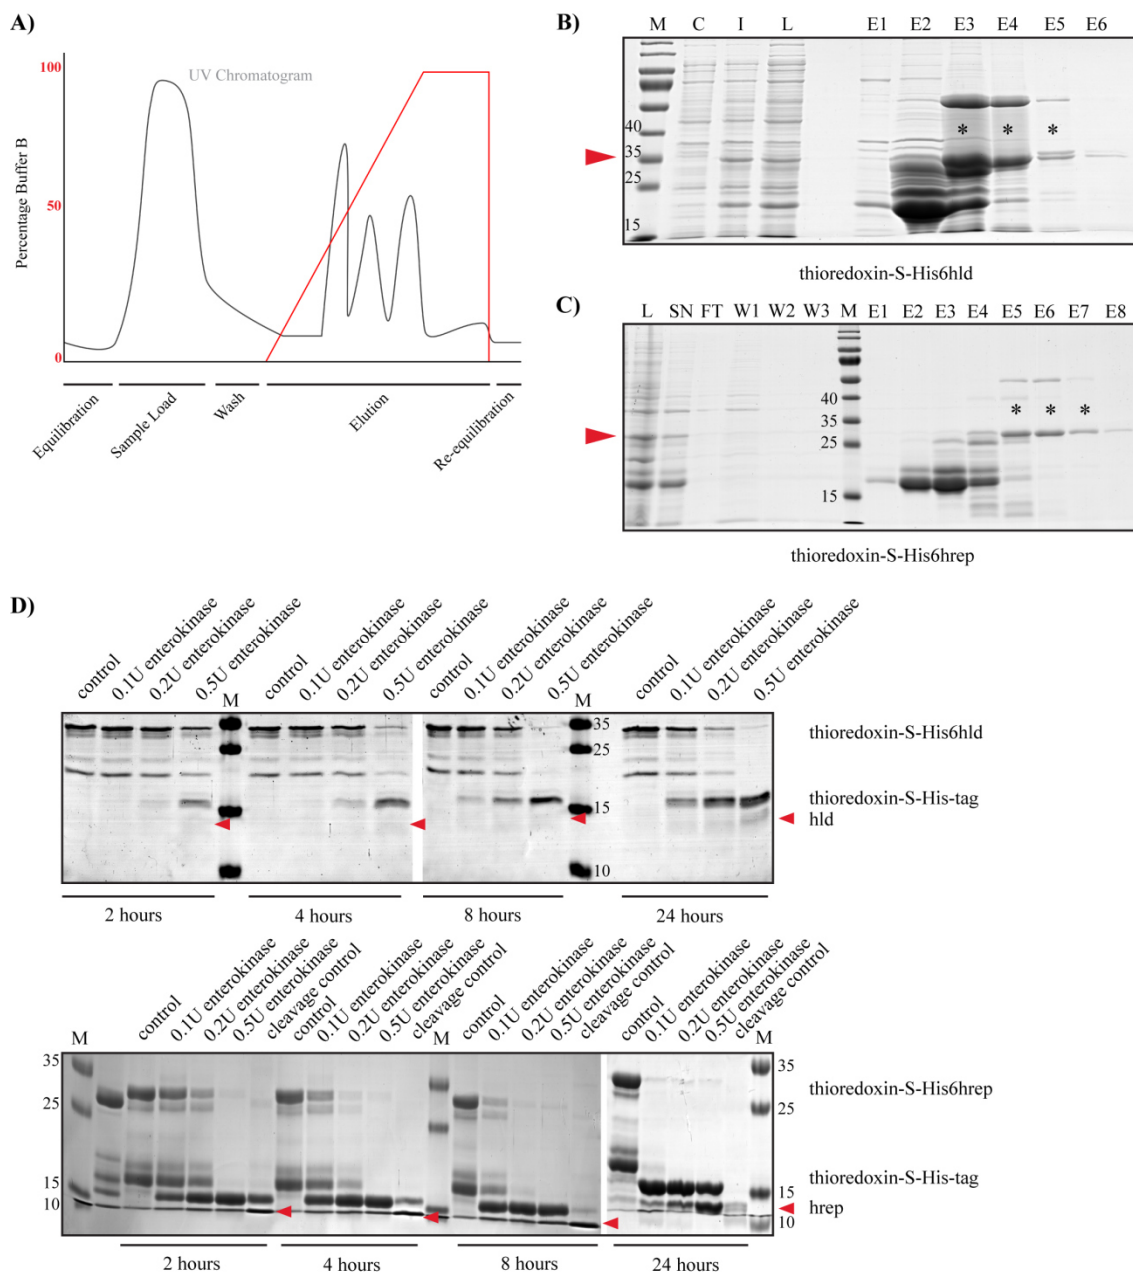 A)
UV Chromatogram
100
50
0
Percentage Buffer B
Equilibration
Sample Load
Wash
Elution
Re-equilibration
B)
M C I L E1 E2 E3 E4 E5 E6
40
35
25
15
* * *
thioredoxin-S-His6hld
C)
L SN FT W1 W2 W3 M E1 E2 E3 E4 E5 E6 E7 E8
40
35
25
15
* * *
thioredoxin-S-His6hrep
D)
control 0.1U enterokinase 0.2U enterokinase 0.5U enterokinase M control 0.1U enterokinase 0.2U enterokinase 0.5U enterokinase control 0.1U enterokinase 0.2U enterokinase 0.5U enterokinase M control 0.1U enterokinase 0.2U enterokinase 0.5U enterokinase
35
25
15
10
thioredoxin-S-His6hld
thioredoxin-S-His-tag
hld
2 hours 4 hours 8 hours 24 hours
M control 0.1U enterokinase 0.2U enterokinase 0.5U enterokinase cleavage control control 0.1U enterokinase 0.2U enterokinase 0.5U enterokinase cleavage control M control 0.1U enterokinase 0.2U enterokinase 0.5U enterokinase cleavage control control 0.1U enterokinase 0.2U enterokinase 0.5U enterokinase cleavage control M
35
25
15
10
35
25
15
10
thioredoxin-S-His6hrep
thioredoxin-S-His-tag
hrep
2 hours 4 hours 8 hours 24 hours